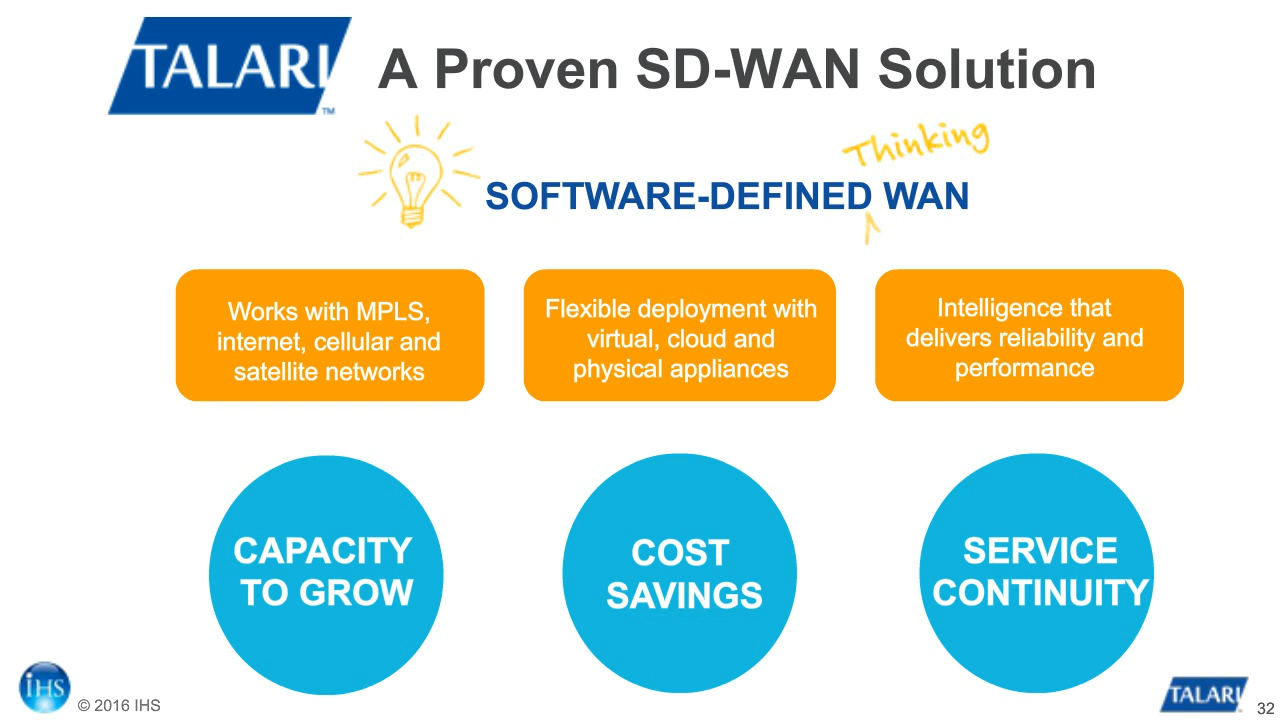 TALARI™
A Proven SD-WAN Solution
Thinking
SOFTWARE-DEFINED WAN
Works with MPLS,
internet, cellular and
satellite networks
Flexible deployment with
virtual, cloud and
physical appliances
Intelligence that
delivers reliability and
performance
CAPACITY
TO GROW
COST
SAVINGS
SERVICE
CONTINUITY
iHS
© 2016 IHS
TALARI
32